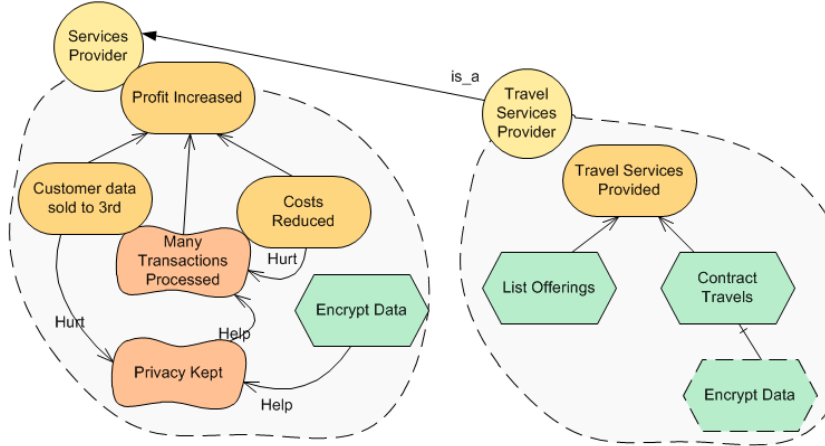 Services
Provider
Profit Increased
is_a
Travel
Services
Provider
Customer data
sold to 3rd
Costs
Reduced
Many
Transactions
Processed
Hurt
Encrypt Data
Hurt
Help
Privacy Kept
Help
Travel Services
Provided
List Offerings
Contract
Travels
Encrypt Data